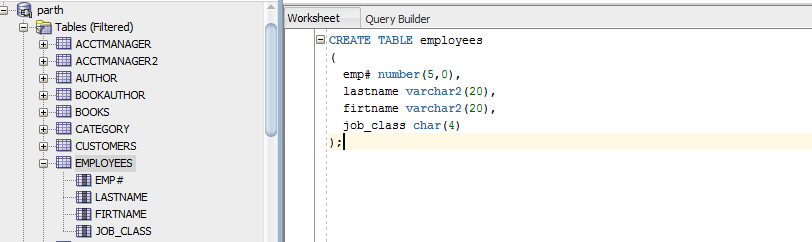 parth
Tables (Filtered)
ACCTMANAGER
ACCTMANAGER2
AUTHOR
BOOKAUTHOR
BOOKS
CATEGORY
CUSTOMERS
EMPLOYEES
EMP#
LASTNAME
FIRTNAME
JOB_CLASS
Worksheet Query Builder
CREATE TABLE employees
(
emp# number(5,0),
lastname varchar2(20),
firtname varchar2(20),
job_class char(4)
);